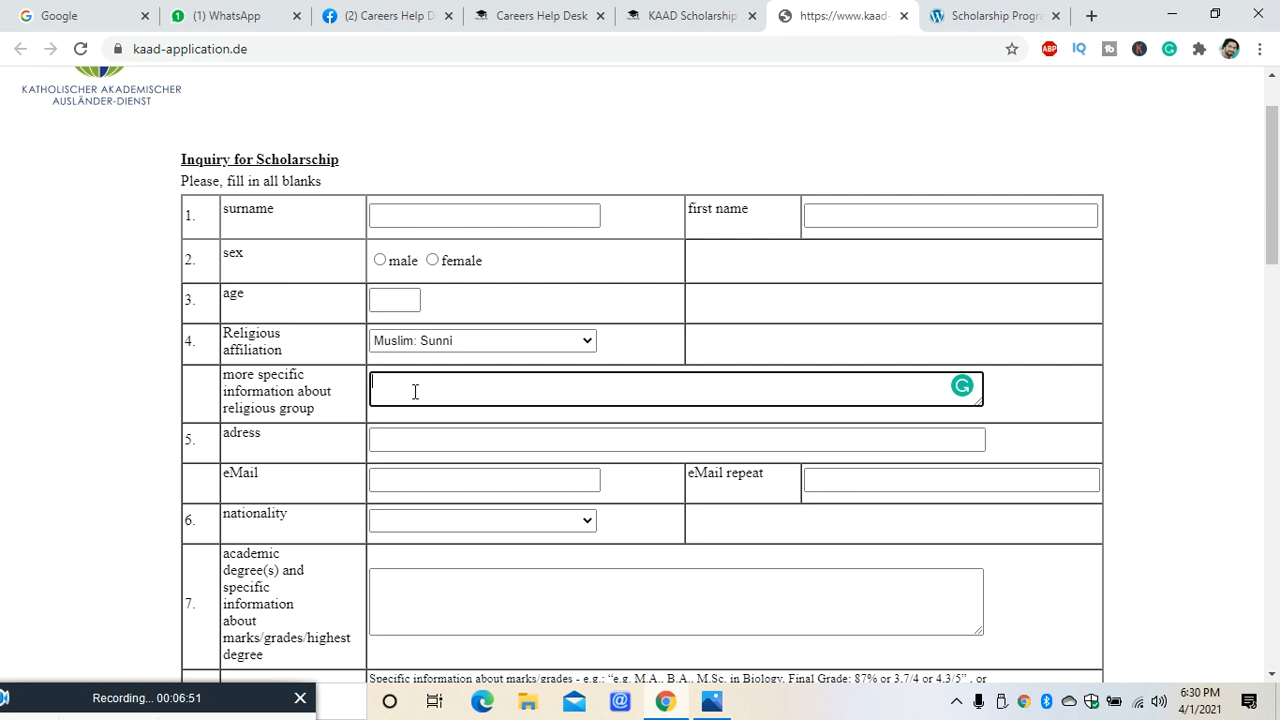 Google
(1) WhatsApp
(2) Careers Help D
Careers Help Desk
KAAD Scholarship
https://www.kaad-
Scholarship Progra
kaad-application.de
ABP
IQ
K
KATHOLISCHER AKADEMISCHER
AUSLÄNDER-DIENST
Inquiry for Scholarschip
Please, fill in all blanks
1. surname first name
2. sex male female
3. age
4. Religious
affiliation
Muslim: Sunni
more specific
information about
religious group
5. adress
eMail eMail repeat
6. nationality
7. academic
degree(s) and
specific
information
about
marks/grades/highest
degree
Specific information about marks/grades - e.g.: “e.g. M.A., B.A., M.Sc. in Biology, Final Grade: 87% or 3.7/4 or 4.3/5” , or
Recording... 00:06:51
6:30 PM
4/1/2021